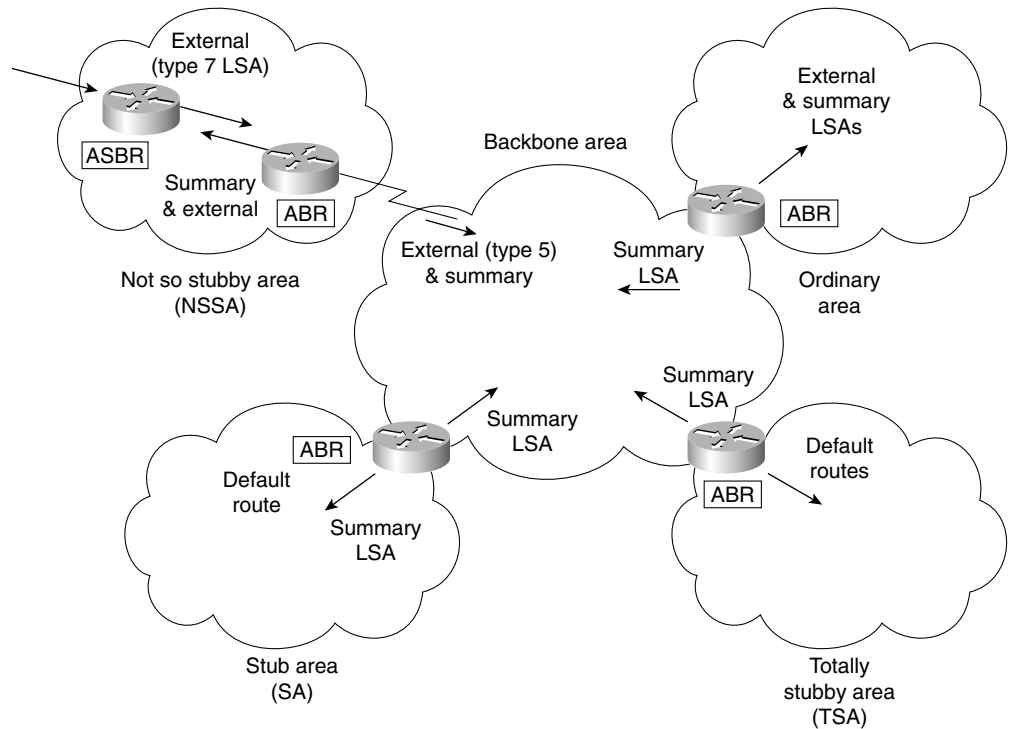 External
(type 7 LSA)
ASBR
Summary
& external
ABR
Not so stubby area
(NSSA)
Backbone area
External (type 5)
& summary
Summary
LSA
External
& summary
LSAs
ABR
Ordinary
area
Summary
LSA
Summary
LSA
ABR
Default
route
Summary
LSA
Stub area
(SA)
Default
routes
ABR
Totally
stubby area
(TSA)